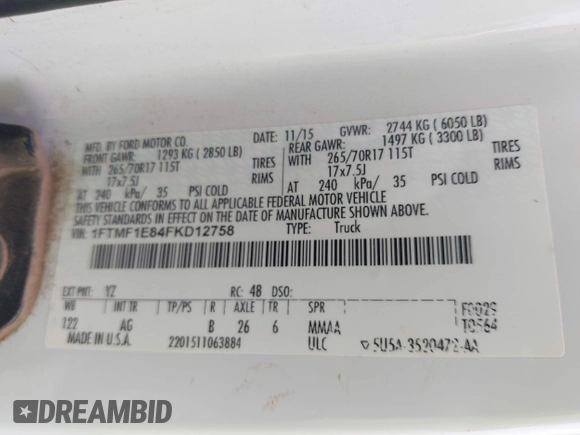 MFD. BY FORD MOTOR CO.
DATE: 11/15 GVWR: 2744 KG ( 6050 LB)
FRONT GAWR: 1293 KG ( 2850 LB)
REAR GAWR: 1497 KG ( 3300 LB)
WITH 265/70R17 115T TIRES
WITH 265/70R17 115T TIRES
17x7.5J RIMS
17x7.5J RIMS
AT 240 kPa/ 35 PSI COLD
AT 240 kPa/ 35 PSI COLD
THIS VEHICLE CONFORMS TO ALL APPLICABLE FEDERAL MOTOR VEHICLE
SAFETY STANDARDS IN EFFECT ON THE DATE OF MANUFACTURE SHOWN ABOVE.
VIN: 1FTMF1E84FKD12758 TYPE: Truck
EXT PNT: YZ RC: 48 DSO:
WB INT TR TP/PS R AXLE TR SPR F0029
122 AG B 26 6 MMAA T0564
MADE IN U.S.A. 2201511063884 ULC 5U5A-3520472-AA
DREAMBID